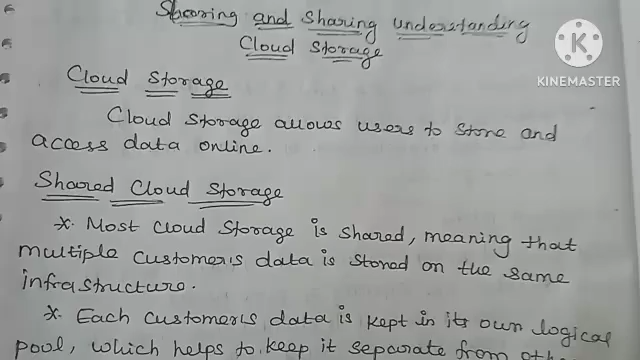 Storing and Sharing understanding
Cloud Storage
K
KINEMASTER
Cloud Storage
Cloud Storage allows users to store and
access data online.
Shared Cloud Storage
*. Most cloud storage is shared, meaning that
multiple customers data is stored on the same
infrastructure.
*. Each customers data is kept in its own logical
pool, which helps to keep it separate from